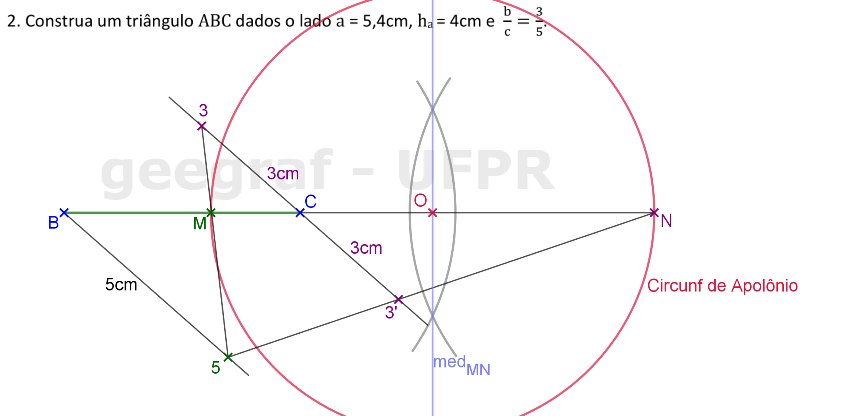 2. Construa um triângulo ABC dados o lado a = 5,4cm, hₐ = 4cm e b/c = 3/5.
3
geegraf - UFPR
3cm
C
O
B
M
N
3cm
5cm
Circunf de Apolônio
3'
5
med_MN